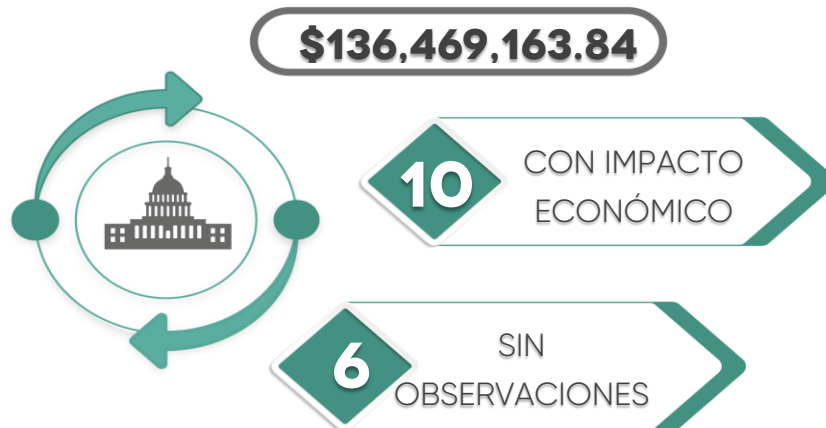 $136,469,163.84
10
CON IMPACTO
ECONÓMICO
6
SIN
OBSERVACIONES